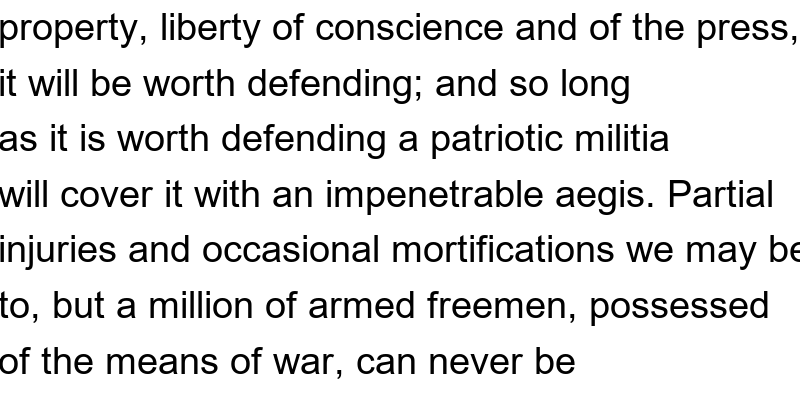 property, liberty of conscience and of the press,
it will be worth defending; and so long
as it is worth defending a patriotic militia
will cover it with an impenetrable aegis. Partial
injuries and occasional mortifications we may be
to, but a million of armed freemen, possessed
of the means of war, can never be